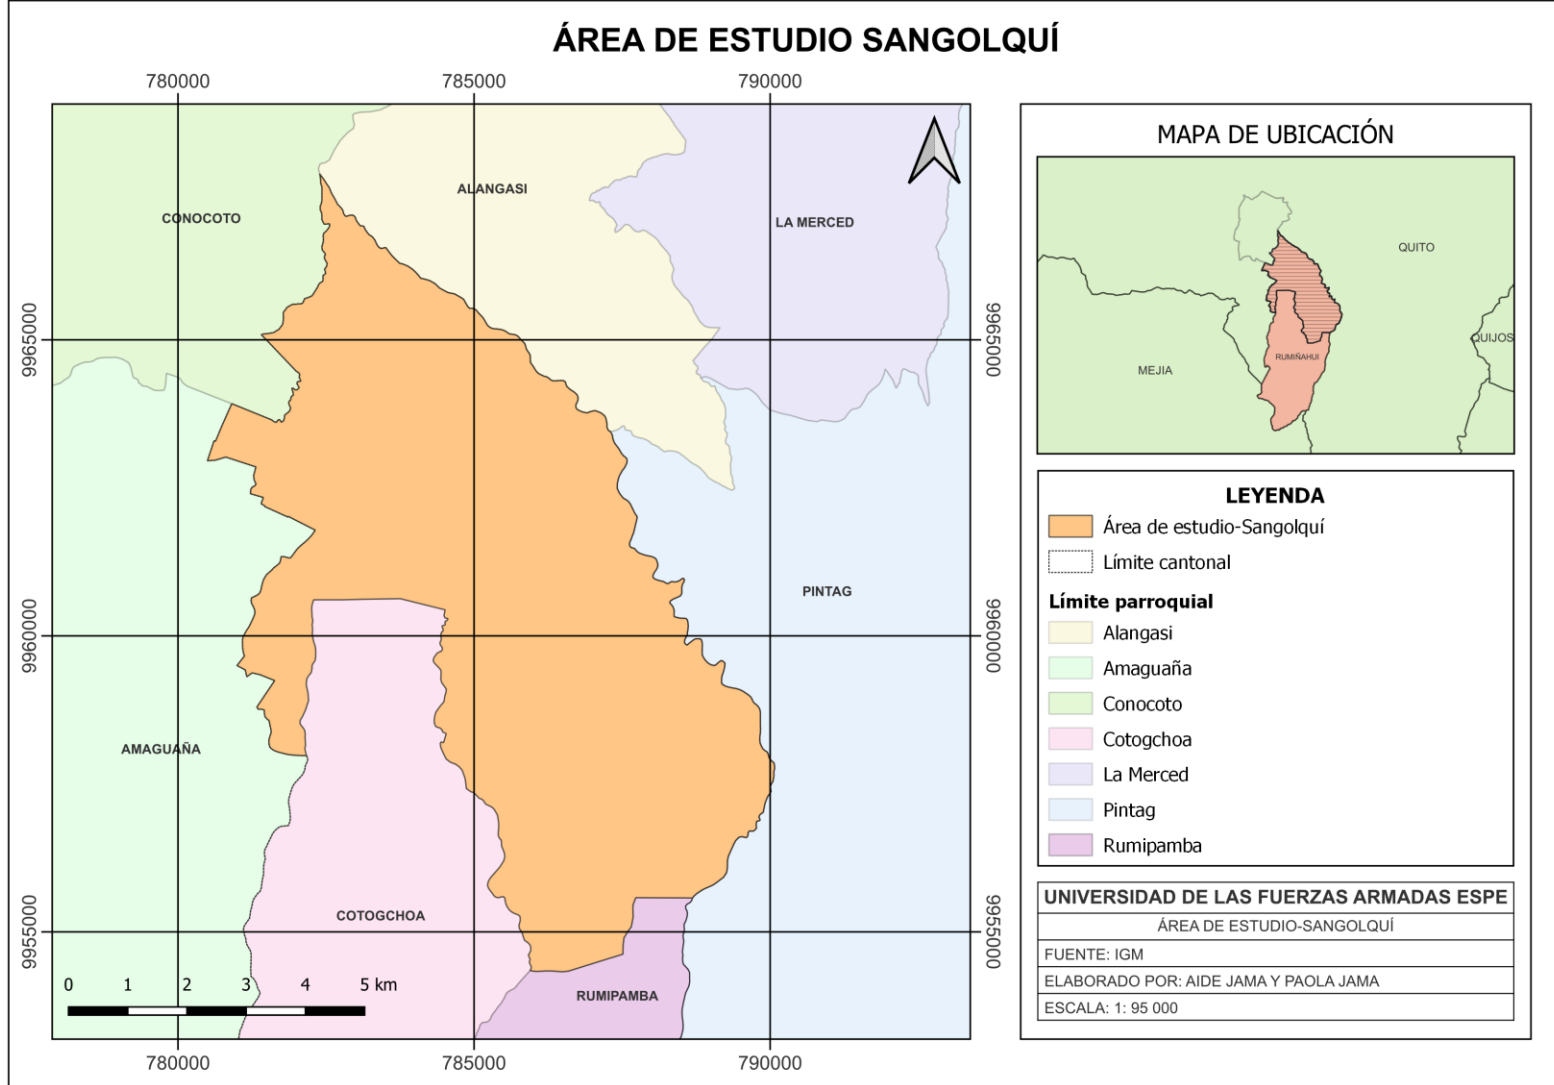 ÁREA DE ESTUDIO SANGOLQUÍ
780000 785000 790000
CONOCOTO
ALANGASI
LA MERCED
9965000
9965000
PINTAG
9960000
9960000
AMAGUAÑA
COTOGCHOA
9955000
9955000
RUMIPAMBA
0 1 2 3 4 5 km
780000 785000 790000
MAPA DE UBICACIÓN
QUITO
QUIJOS
RUMIÑAHUI
MEJIA
LEYENDA
Área de estudio-Sangolquí
Límite cantonal
Límite parroquial
Alangasi
Amaguaña
Conocoto
Cotogchoa
La Merced
Pintag
Rumipamba
UNIVERSIDAD DE LAS FUERZAS ARMADAS ESPE
ÁREA DE ESTUDIO-SANGOLQUÍ
FUENTE: IGM
ELABORADO POR: AIDE JAMA Y PAOLA JAMA
ESCALA: 1: 95 000